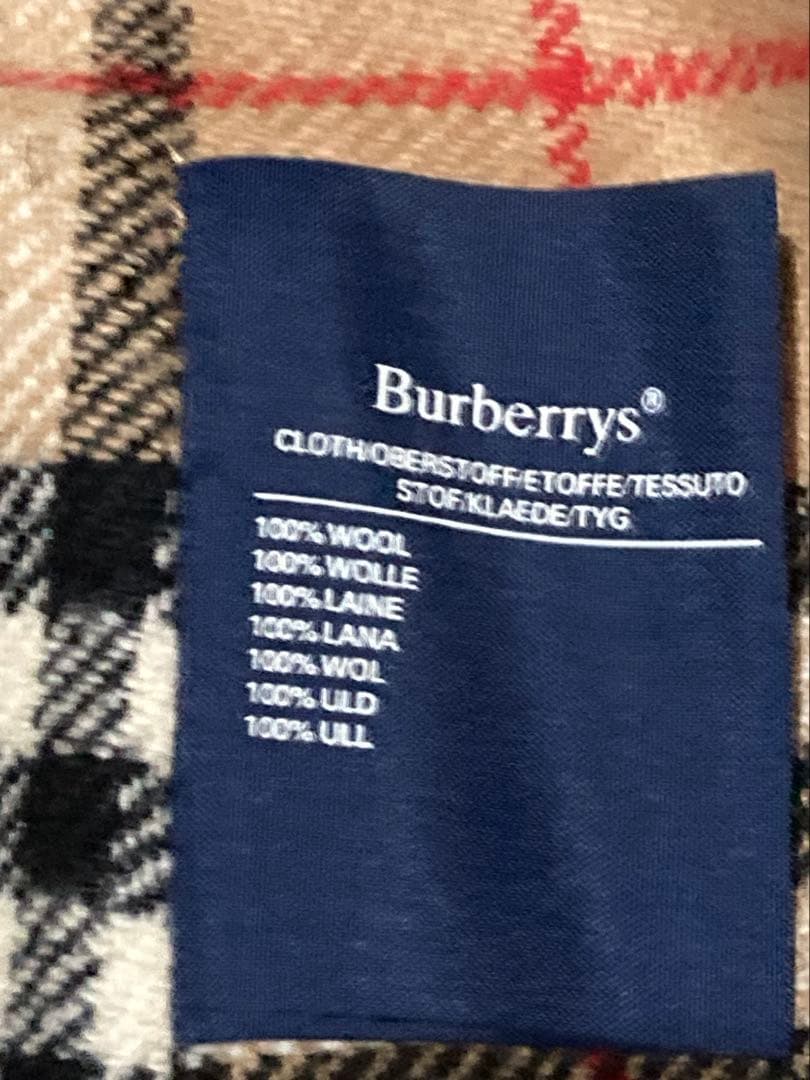 Burberrys®
CLOTH/OBERSTOFF/ETOFFE/TESSUTO
STOF/KLAEDE/TYG
100% WOOL
100% WOLLE
100% LAINE
100% LANA
100% WOL
100% ULD
100% ULL